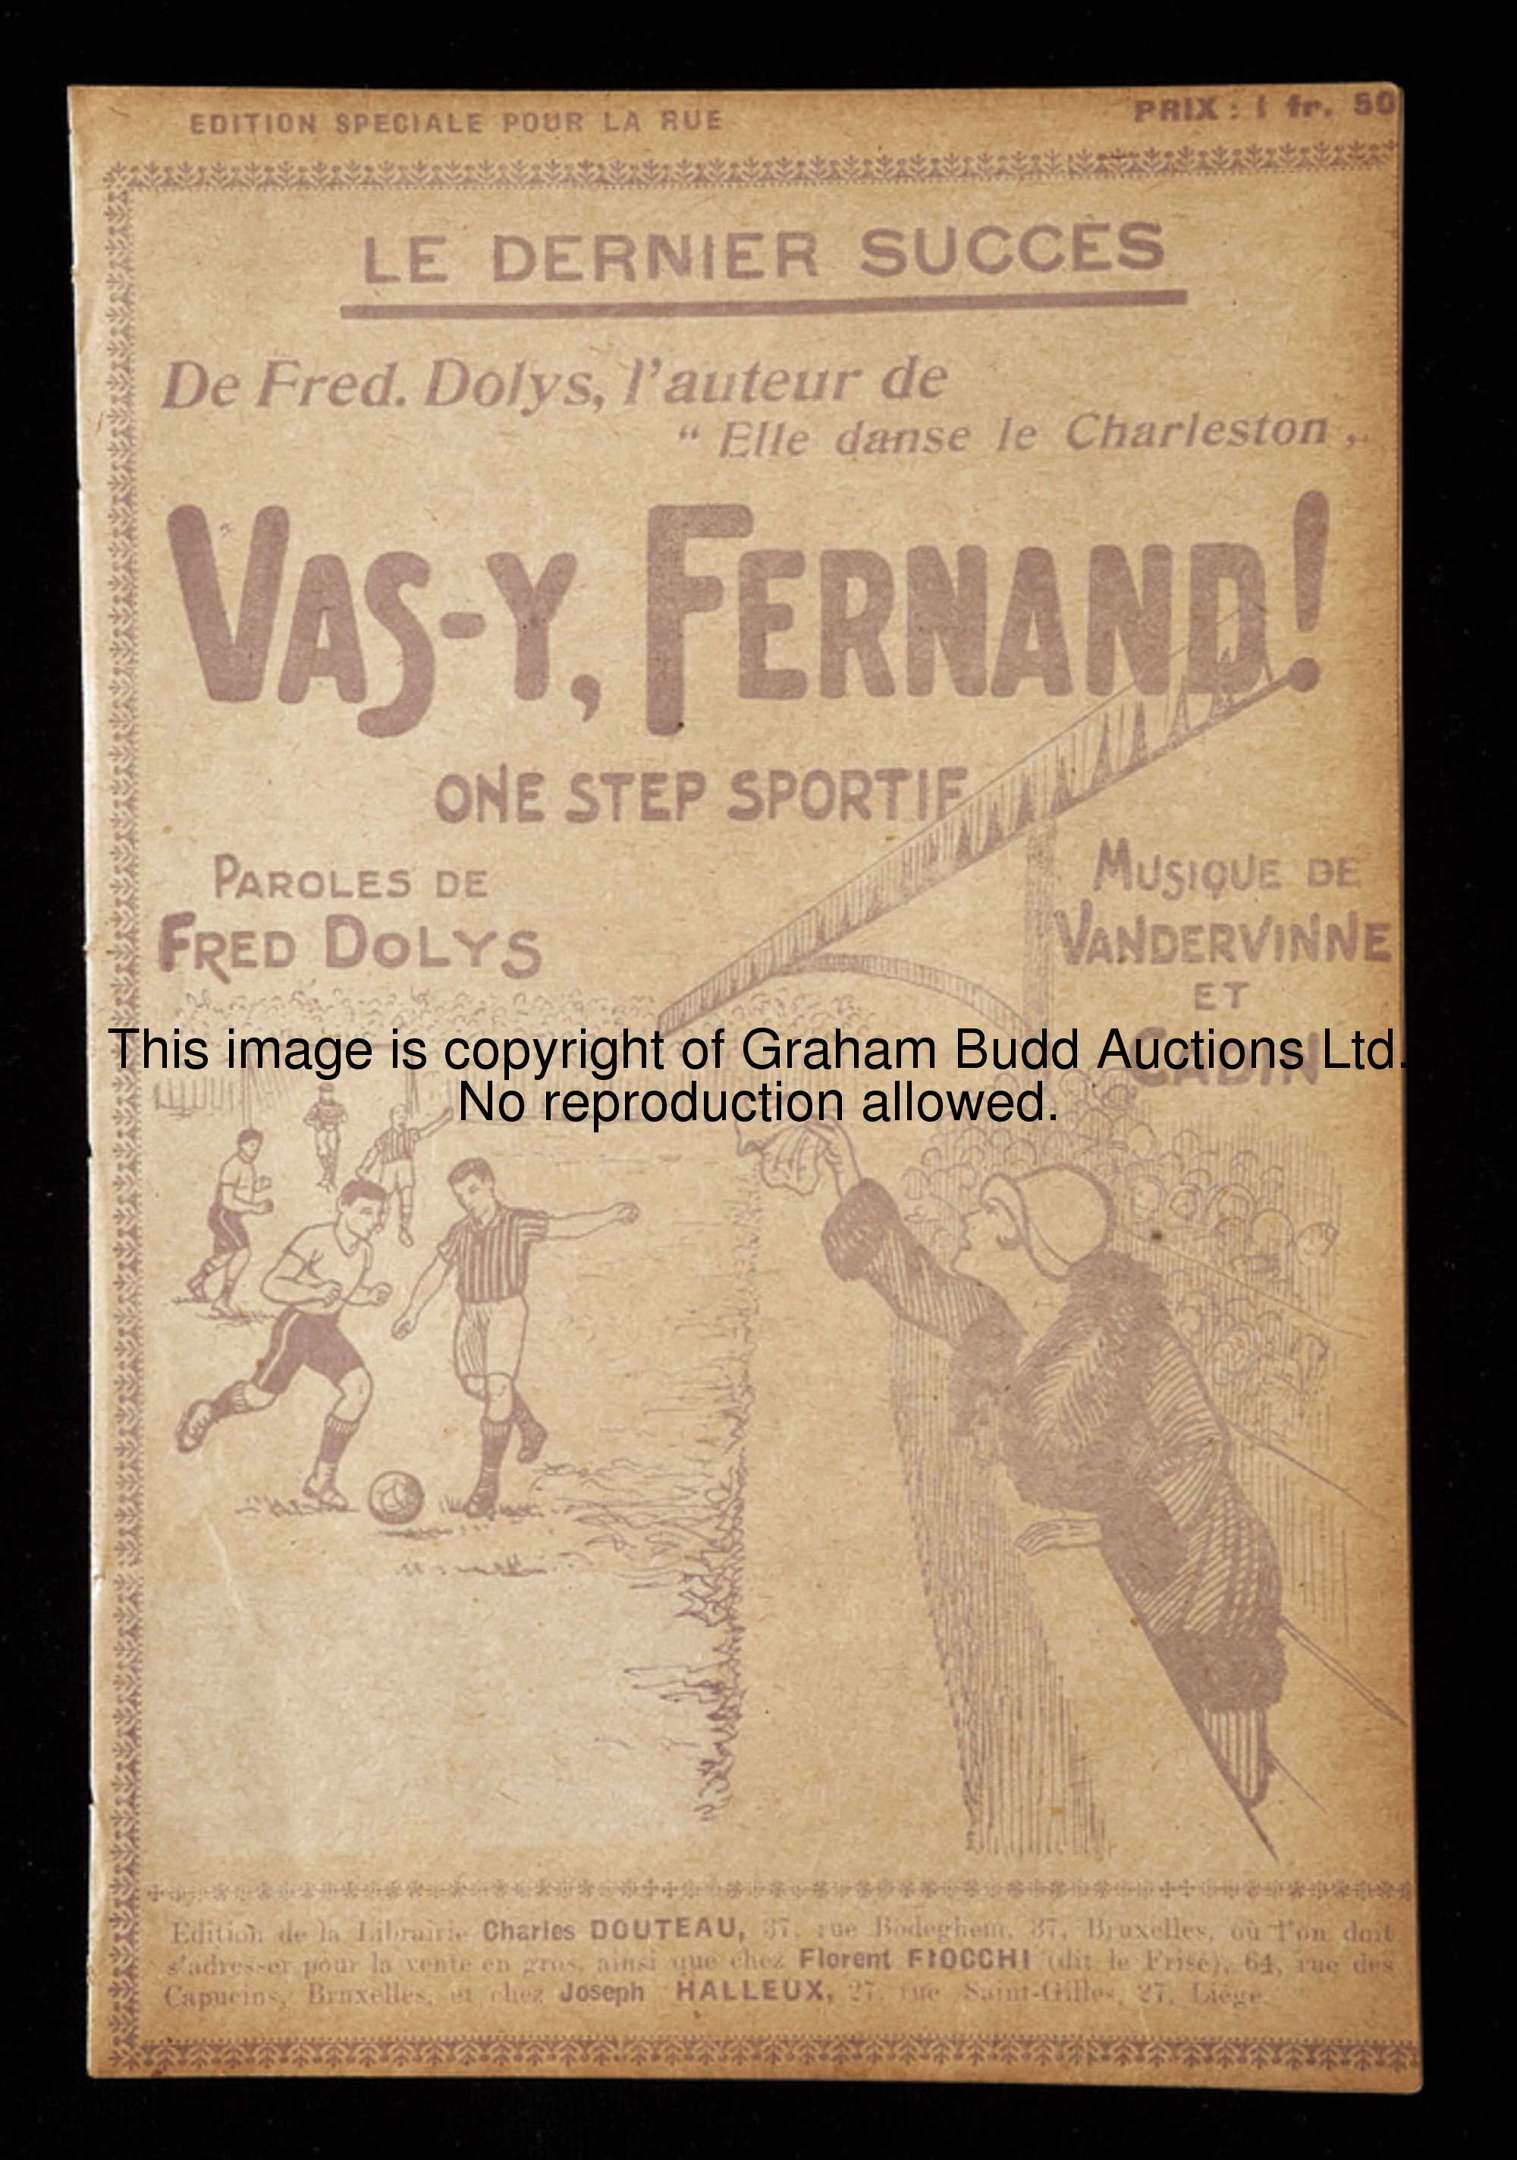 EDITION SPECIALE POUR LA RUE
PRIX : 1 fr. 50
LE DERNIER SUCCÈS
De Fred. Dolys, l'auteur de
“ Elle danse le Charleston „
VAS-Y, FERNAND!
ONE STEP SPORTIF
PAROLES DE
FRED DOLYS
MUSIQUE DE
VANDERVINNE
ET
CADIN
This image is copyright of Graham Budd Auctions Ltd.
No reproduction allowed.
Edition de la Librairie Charles DOUTEAU, 37, rue Bodeghem, 37, Bruxelles, où l'on doit
s'adresser pour la vente en gros, ainsi que chez Florent FIOCCHI (dit le Frisé), 64, rue des
Capucins, Bruxelles, et chez Joseph HALLEUX, 27, rue Saint-Gilles, 27, Liége.